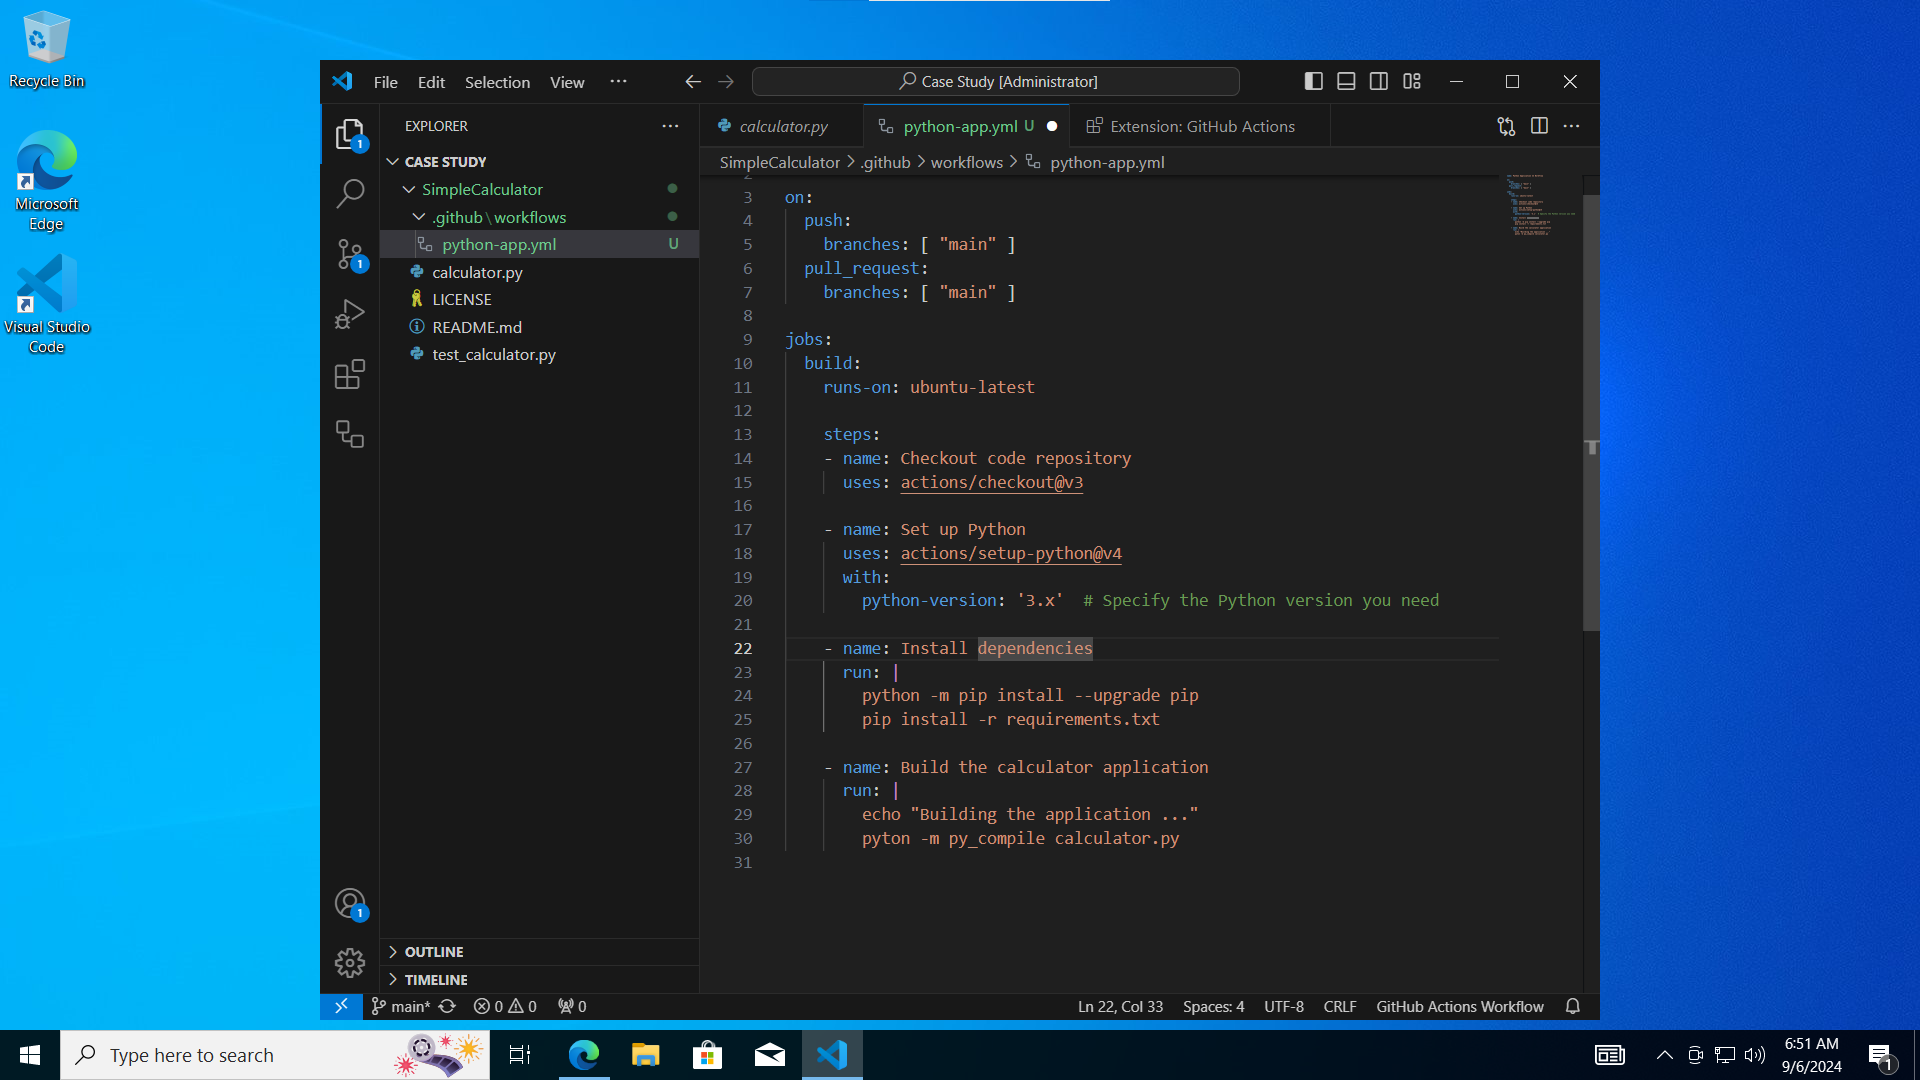 Recycle Bin
Microsoft
Edge
Visual Studio
Code
File Edit Selection View ···
Case Study [Administrator]
EXPLORER
CASE STUDY
SimpleCalculator
.github\workflows
python-app.yml U
calculator.py
LICENSE
README.md
test_calculator.py
OUTLINE
TIMELINE
1
1
1
calculator.py
python-app.yml U
Extension: GitHub Actions
SimpleCalculator > .github > workflows > python-app.yml
2
3 on:
4 push:
5 branches: [ "main" ]
6 pull_request:
7 branches: [ "main" ]
8
9 jobs:
10 build:
11 runs-on: ubuntu-latest
12
13 steps:
14 - name: Checkout code repository
15 uses: actions/checkout@v3
16
17 - name: Set up Python
18 uses: actions/setup-python@v4
19 with:
20 python-version: '3.x' # Specify the Python version you need
21
22 - name: Install dependencies
23 run: |
24 python -m pip install --upgrade pip
25 pip install -r requirements.txt
26
27 - name: Build the calculator application
28 run: |
29 echo "Building the application ..."
30 pyton -m py_compile calculator.py
31
main* 0 0 0
Ln 22, Col 33 Spaces: 4 UTF-8 CRLF GitHub Actions Workflow
Type here to search
6:51 AM
9/6/2024
1